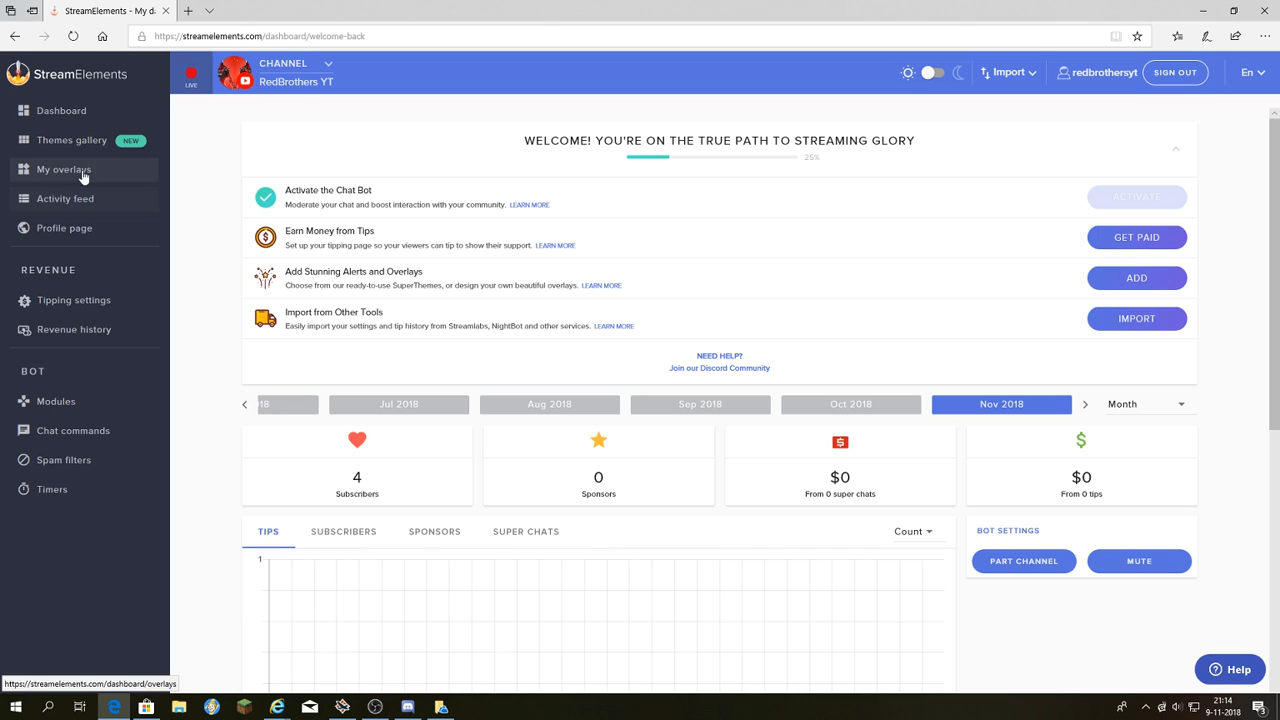 StreamElements - My
https://streamelements.com/dashboard/welcome-back
StreamElements
LIVE
CHANNEL
RedBrothers YT
Import
redbrothersyt
SIGN OUT
En
Dashboard
Themes gallery NEW
My overlays
Activity feed
Profile page
REVENUE
Tipping settings
Revenue history
BOT
Modules
Chat commands
Spam filters
Timers
WELCOME! YOU'RE ON THE TRUE PATH TO STREAMING GLORY
25%
Activate the Chat Bot
Moderate your chat and boost interaction with your community. LEARN MORE
ACTIVATE
Earn Money from Tips
Set up your tipping page so your viewers can tip to show their support. LEARN MORE
GET PAID
Add Stunning Alerts and Overlays
Choose from our ready-to-use SuperThemes, or design your own beautiful overlays. LEARN MORE
ADD
Import from Other Tools
Easily import your settings and tip history from Streamlabs, NightBot and other services. LEARN MORE
IMPORT
NEED HELP?
Join our Discord Community
18 Jul 2018 Aug 2018 Sep 2018 Oct 2018 Nov 2018 Month
4
Subscribers
0
Sponsors
$0
From 0 super chats
$0
From 0 tips
TIPS SUBSCRIBERS SPONSORS SUPER CHATS Count
1
BOT SETTINGS
PART CHANNEL MUTE
Help
https://streamelements.com/dashboard/overlays
21:14
9-11-2018